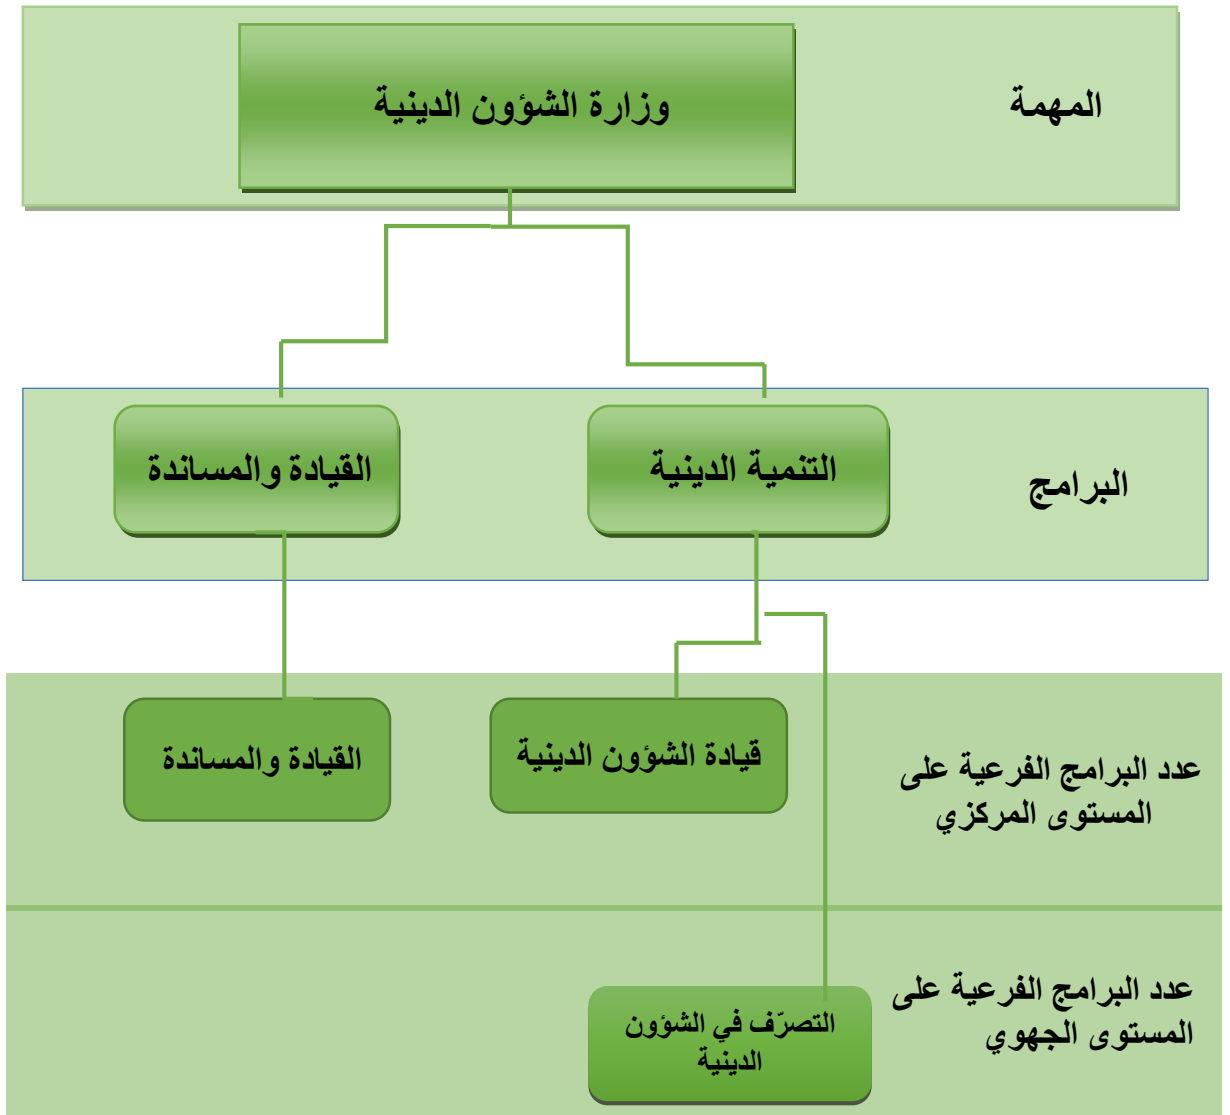 المهمة
وزارة الشؤون الدينية
البرامج
التنمية الدينية
القيادة والمساندة
عدد البرامج الفرعية على
المستوى المركزي
قيادة الشؤون الدينية
القيادة والمساندة
عدد البرامج الفرعية على
المستوى الجهوي
التصرّف في الشؤون
الدينية